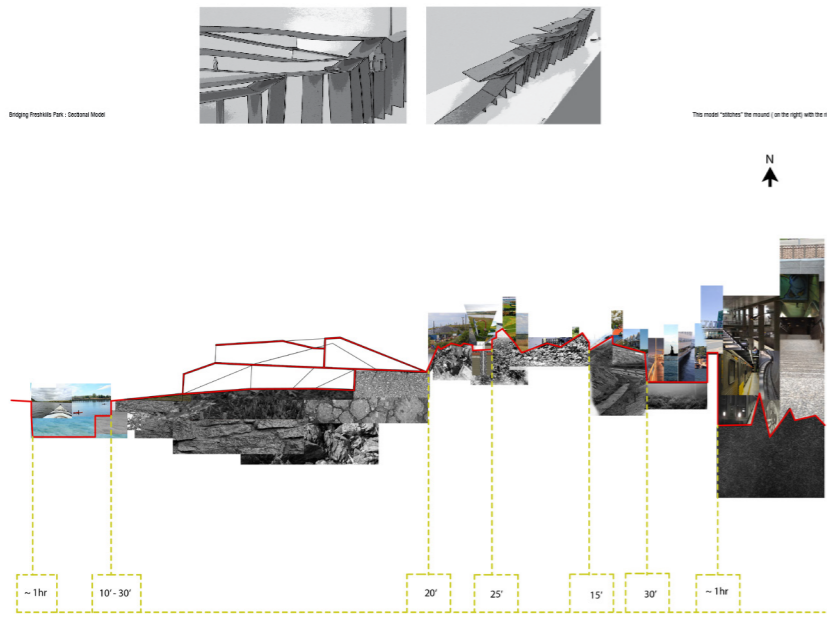 Bridging Freshkills Park : Sectional Model
This model "stitches" the mound ( on the right) with the
N
~ 1hr
10' - 30'
20'
25'
15'
30'
~ 1hr